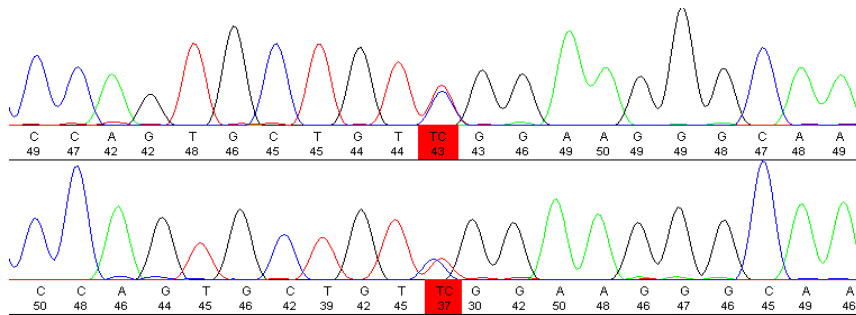 C C A G T G C T G T TC G G A A G G G C A A
49 47 42 42 48 46 45 45 44 44 43 43 46 49 50 49 49 48 47 48 49
C C A G T G C T G T TC G G A A G G G C A A
50 48 46 44 45 46 42 39 42 45 37 30 42 50 48 46 47 46 45 49 46